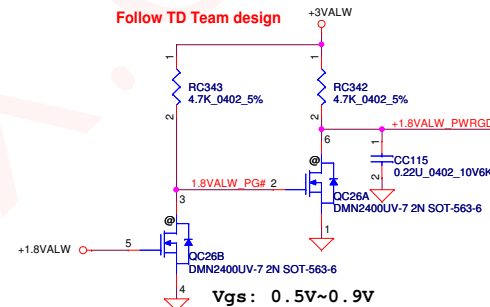 Follow TD Team design
+3VALW
1
1
RC343
4.7K_0402_5%
RC342
4.7K_0402_5%
2
2
+1.8VALW_PWRGD
6
1
@
CC115
0.22U_0402_10V6K
2
1.8VALW_PG#
2
QC26A
DMN2400UV-7 2N SOT-563-6
3
1
@
+1.8VALW
5
QC26B
DMN2400UV-7 2N SOT-563-6
4
Vgs: 0.5V~0.9V